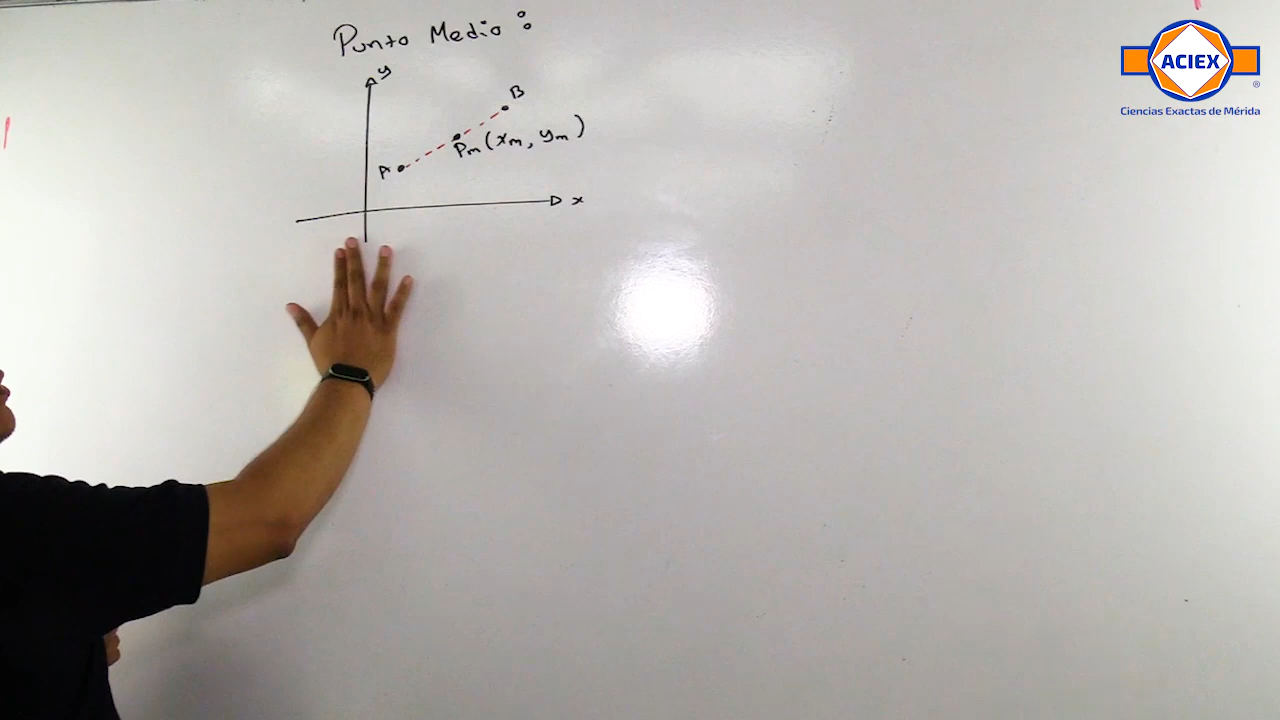 Punto Medio:
y
B
Pm(xm, ym)
A
x
ACIEX
®
Ciencias Exactas de Mérida